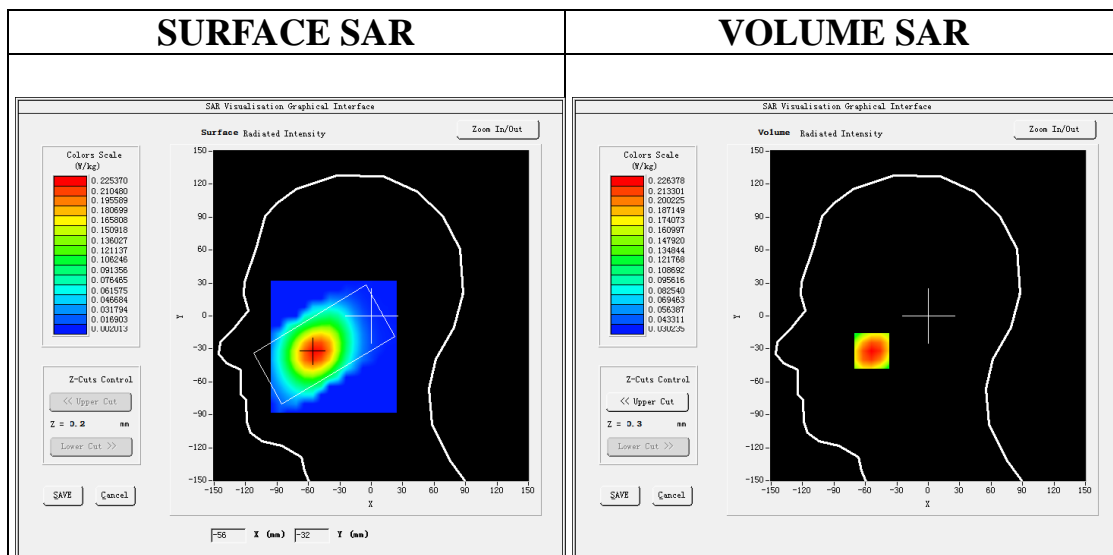 SURFACE SAR
VOLUME SAR
SAR Visualisation Graphical Interface
Surface Radiated Intensity
Zoom In/Out
Colors Scale
(W/kg)
0.225370
0.210480
0.195589
0.180699
0.165808
0.150918
0.136027
0.121137
0.106246
0.091356
0.076465
0.061575
0.046684
0.031794
0.016903
0.002013
Z-Cuts Control
<< Upper Cut
Z = 0.2 mm
Lower Cut >>
SAVE Cancel
150
120
90
60
30
0
-30
-60
-90
-120
-150
Y
-150 -120 -90 -60 -30 0 30 60 90 120 150
X
-56 X (mm) -32 Y (mm)
SAR Visualisation Graphical Interface
Volume Radiated Intensity
Zoom In/Out
Colors Scale
(W/kg)
0.226378
0.213301
0.200225
0.187149
0.174073
0.160997
0.147920
0.134844
0.121768
0.108692
0.095616
0.082540
0.069463
0.056387
0.043311
0.030235
Z-Cuts Control
<< Upper Cut
Z = 0.3 mm
Lower Cut >>
SAVE Cancel
150
120
90
60
30
0
-30
-60
-90
-120
-150
Y
-150 -120 -90 -60 -30 0 30 60 90 120 150
X